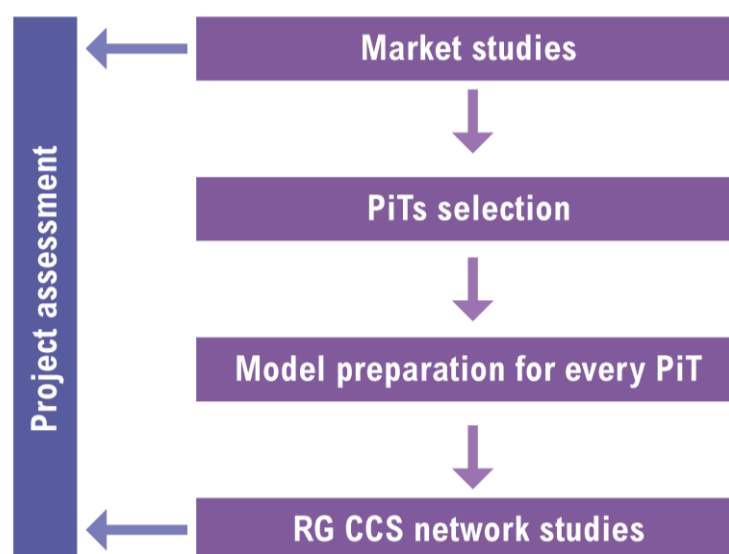 Project assessment
Market studies
PiTs selection
Model preparation for every PiT
RG CCS network studies